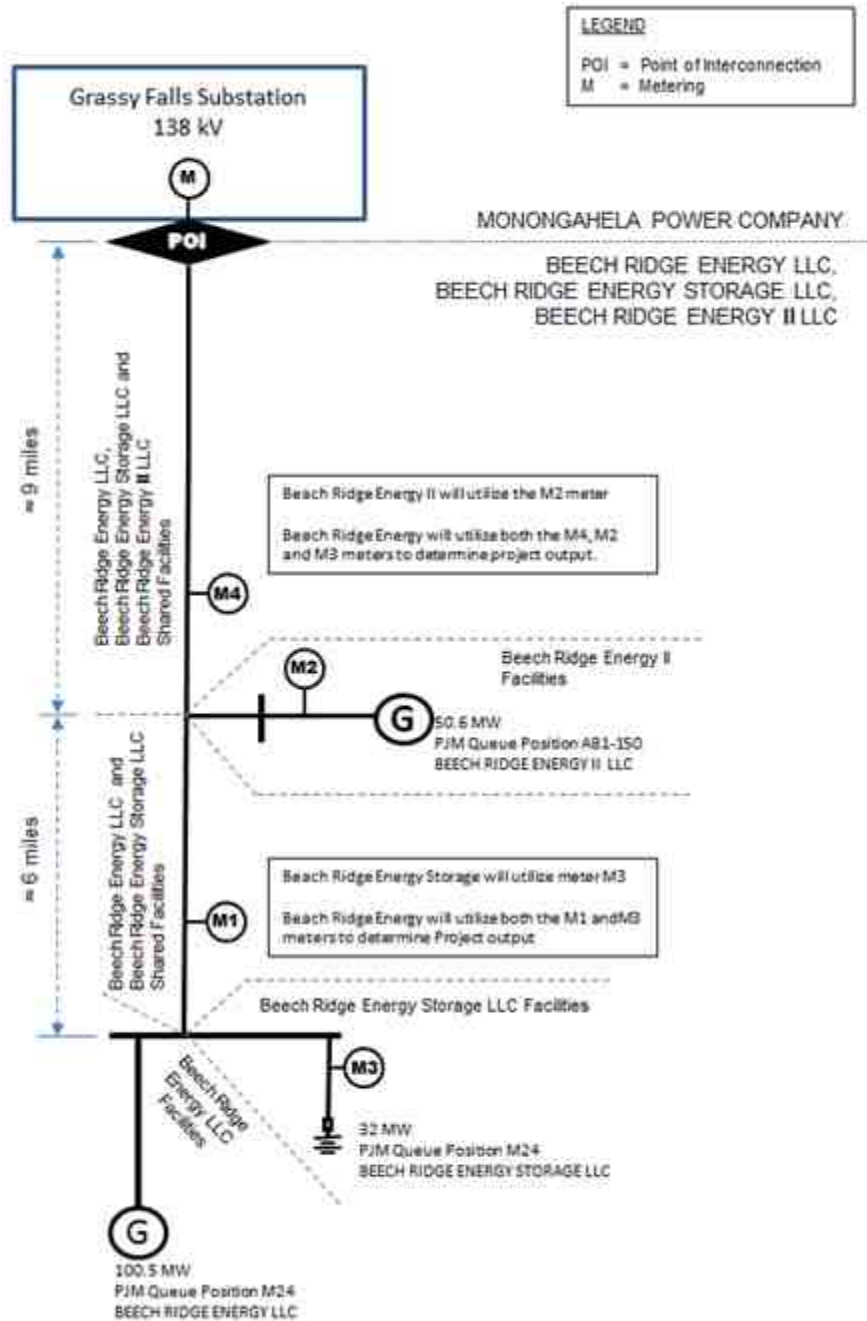 LEGEND
POI = Point of Interconnection
M = Metering
Grassy Falls Substation
138 kV
M
POI
MONONGAHELA POWER COMPANY
BEECH RIDGE ENERGY LLC,
BEECH RIDGE ENERGY STORAGE LLC,
BEECH RIDGE ENERGY II LLC
≈ 9 miles
Beech Ridge Energy LLC,
Beech Ridge Energy Storage LLC and
Beech Ridge Energy II LLC
Shared Facilities
Beach Ridge Energy II will utilize the M2 meter
Beach Ridge Energy will utilize both the M4, M2
and M3 meters to determine project output.
M4
M2
Beech Ridge Energy II
Facilities
G
50.6 MW
PJM Queue Position AB1-150
BEECH RIDGE ENERGY II LLC
≈ 6 miles
Beech Ridge Energy LLC and
Beech Ridge Energy Storage LLC
Shared Facilities
Beach Ridge Energy Storage will utilize meter M3
Beach Ridge Energy will utilize both the M1 and M3
meters to determine Project output
M1
Beech Ridge Energy Storage LLC Facilities
Beech Ridge
Energy LLC
Facilities
M3
32 MW
PJM Queue Position M24
BEECH RIDGE ENERGY STORAGE LLC
G
100.5 MW
PJM Queue Position M24
BEECH RIDGE ENERGY LLC